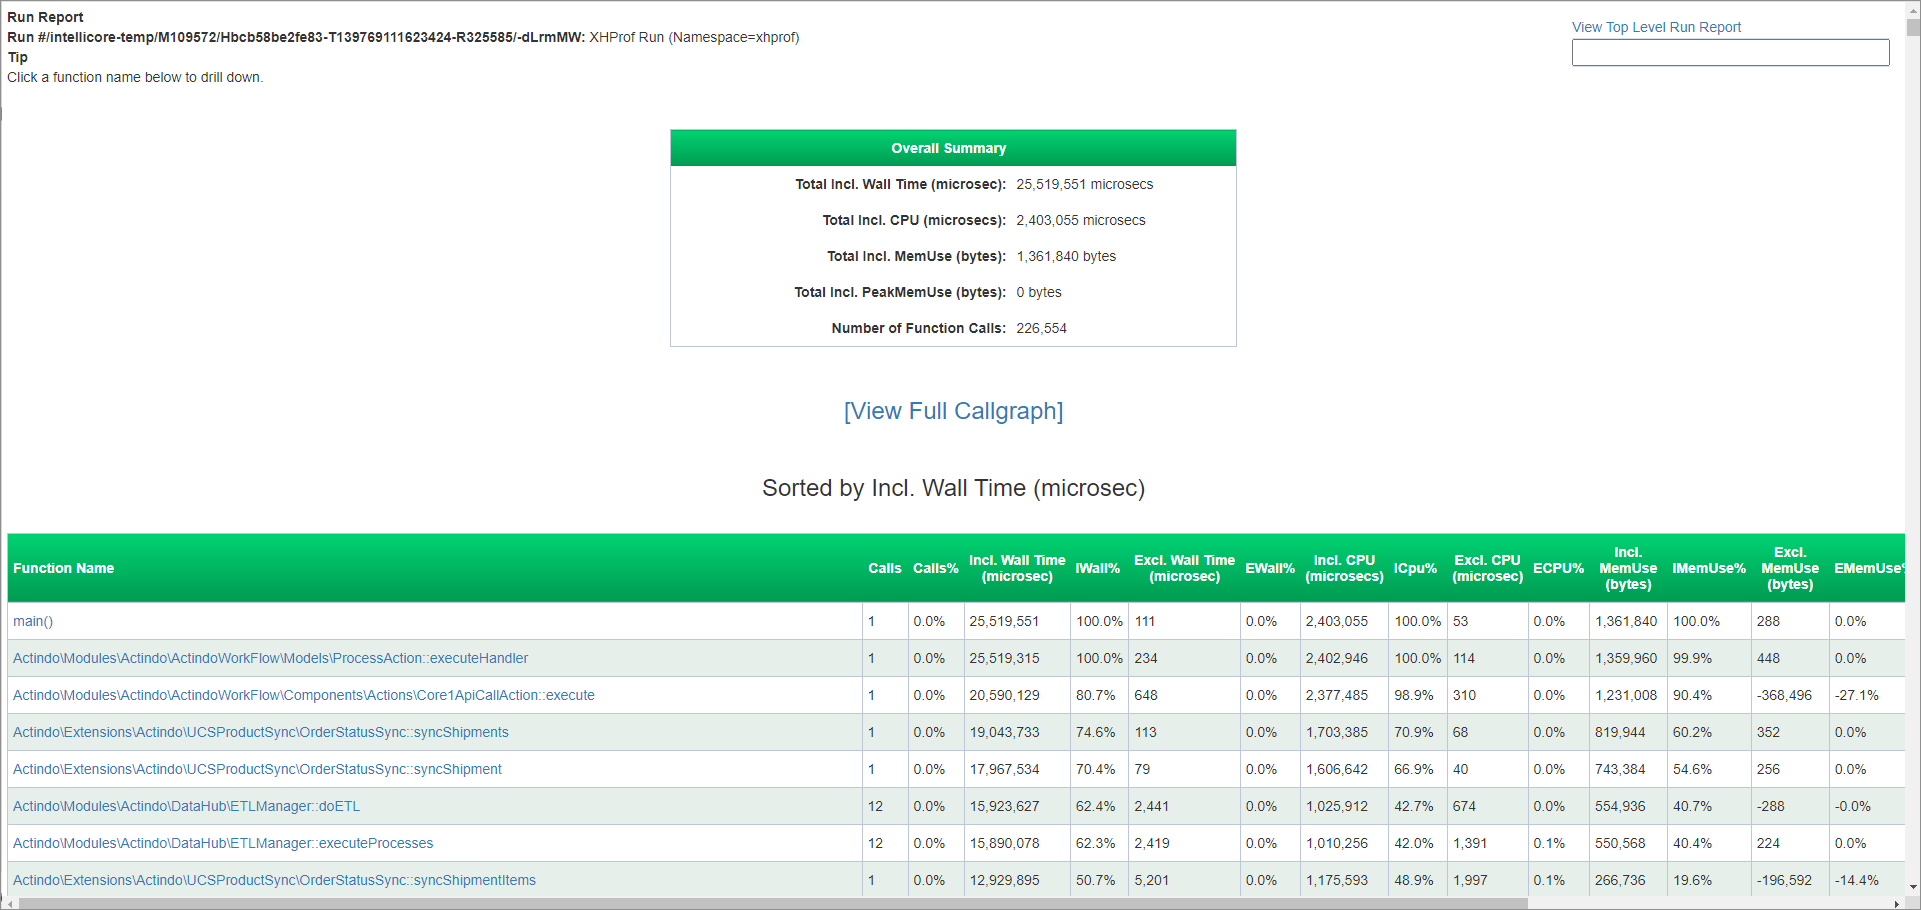 Run Report
Run #/intellicore-temp/M109572/Hbcb58be2fe83-T139769111623424-R325585/-dLrmMW: XHProf Run (Namespace=xhprof)
Tip
Click a function name below to drill down.
View Top Level Run Report
Overall Summary
Total Incl. Wall Time (microsec): 25,519,551 microsecs
Total Incl. CPU (microsecs): 2,403,055 microsecs
Total Incl. MemUse (bytes): 1,361,840 bytes
Total Incl. PeakMemUse (bytes): 0 bytes
Number of Function Calls: 226,554
[View Full Callgraph]
Sorted by Incl. Wall Time (microsec)
Function Name Calls Calls% Incl. Wall Time (microsec) IWall% Excl. Wall Time (microsec) EWall% Incl. CPU (microsecs) ICpu% Excl. CPU (microsec) ECPU% Incl. MemUse (bytes) IMemUse% Excl. MemUse (bytes) EMemUse%
main() 1 0.0% 25,519,551 100.0% 111 0.0% 2,403,055 100.0% 53 0.0% 1,361,840 100.0% 288 0.0%
Actindo\Modules\Actindo\ActindoWorkFlow\Models\ProcessAction::executeHandler 1 0.0% 25,519,315 100.0% 234 0.0% 2,402,946 100.0% 114 0.0% 1,359,960 99.9% 448 0.0%
Actindo\Modules\Actindo\ActindoWorkFlow\Components\Actions\Core1ApiCallAction::execute 1 0.0% 20,590,129 80.7% 648 0.0% 2,377,485 98.9% 310 0.0% 1,231,008 90.4% -368,496 -27.1%
Actindo\Extensions\Actindo\UCSProductSync\OrderStatusSync::syncShipments 1 0.0% 19,043,733 74.6% 113 0.0% 1,703,385 70.9% 68 0.0% 819,944 60.2% 352 0.0%
Actindo\Extensions\Actindo\UCSProductSync\OrderStatusSync::syncShipment 1 0.0% 17,967,534 70.4% 79 0.0% 1,606,642 66.9% 40 0.0% 743,384 54.6% 256 0.0%
Actindo\Modules\Actindo\DataHub\ETLManager::doETL 12 0.0% 15,923,627 62.4% 2,441 0.0% 1,025,912 42.7% 674 0.0% 554,936 40.7% -288 -0.0%
Actindo\Modules\Actindo\DataHub\ETLManager::executeProcesses 12 0.0% 15,890,078 62.3% 2,419 0.0% 1,010,256 42.0% 1,391 0.1% 550,568 40.4% 224 0.0%
Actindo\Extensions\Actindo\UCSProductSync\OrderStatusSync::syncShipmentItems 1 0.0% 12,929,895 50.7% 5,201 0.0% 1,175,593 48.9% 1,997 0.1% 266,736 19.6% -196,592 -14.4%